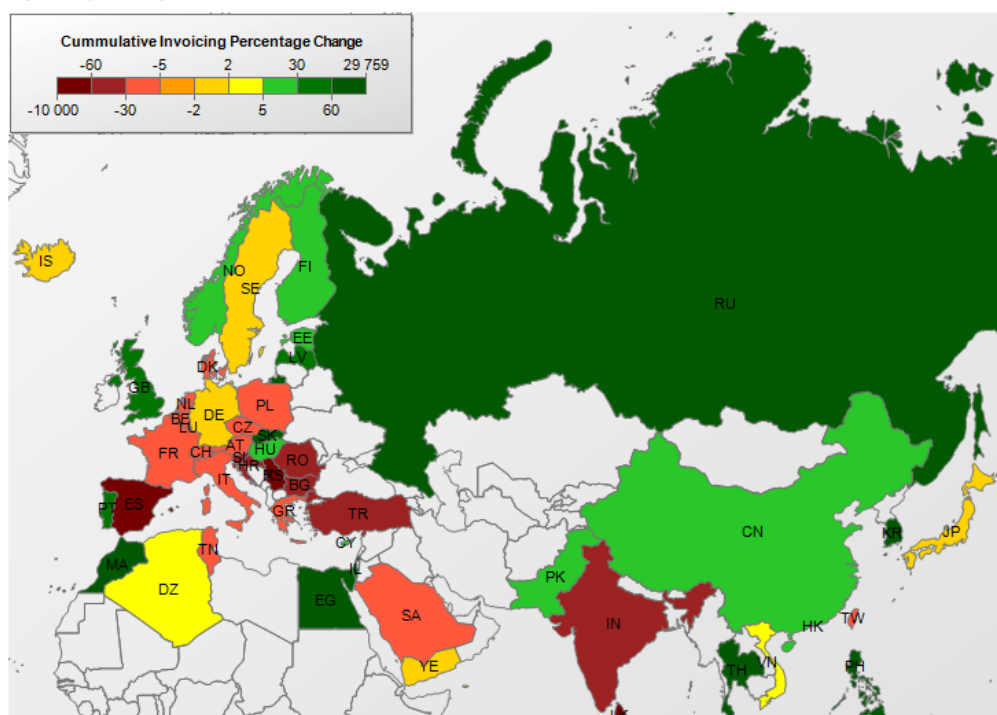 Cummulative Invoicing Percentage Change
-60 -5 2 30 29 759
-10 000 -30 -2 5 60
IS
NO
FI
SE
RU
EE
LV
DK
GB
NL
PL
BE
DE
LU
CZ
SK
FR
CH
AT
HU
SI
RO
HR
RS
IT
BG
PT
ES
GR
TR
CN
KR
JP
TN
CY
MA
IL
PK
DZ
EG
SA
IN
HK
TW
YE
TH
VN
PH